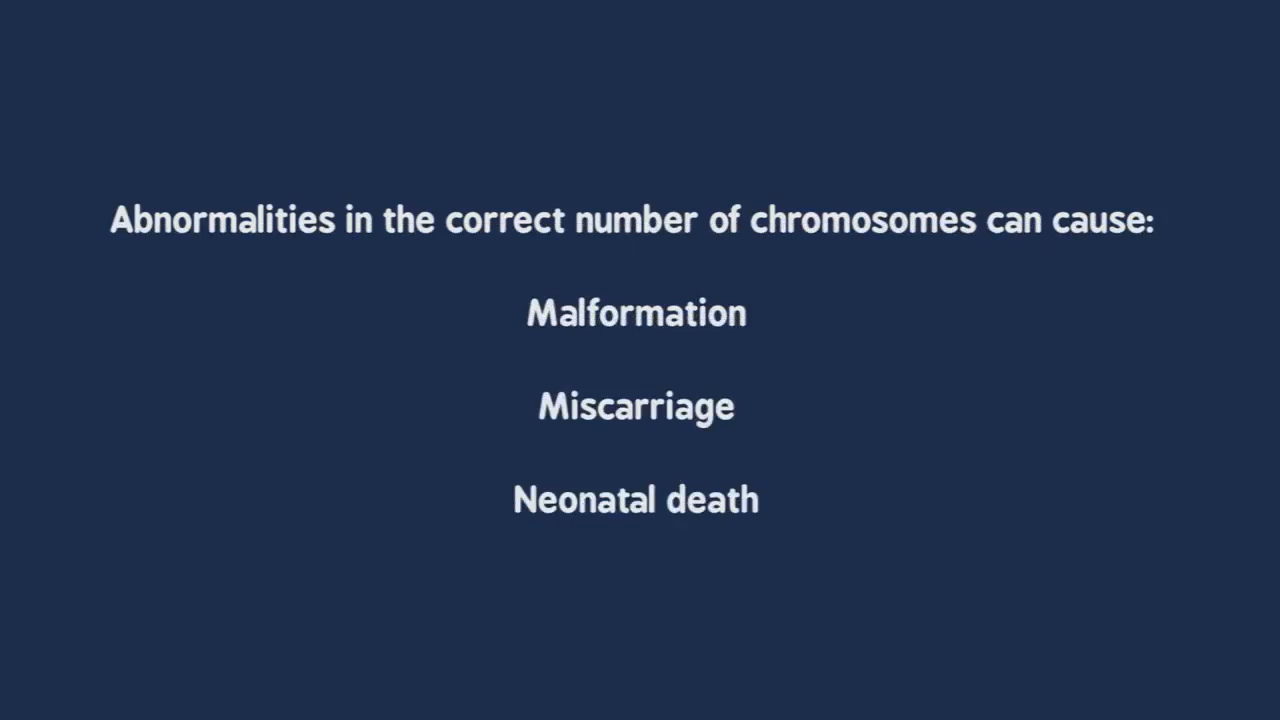 Abnormalities in the correct number of chromosomes can cause:
Malformation
Miscarriage
Neonatal death